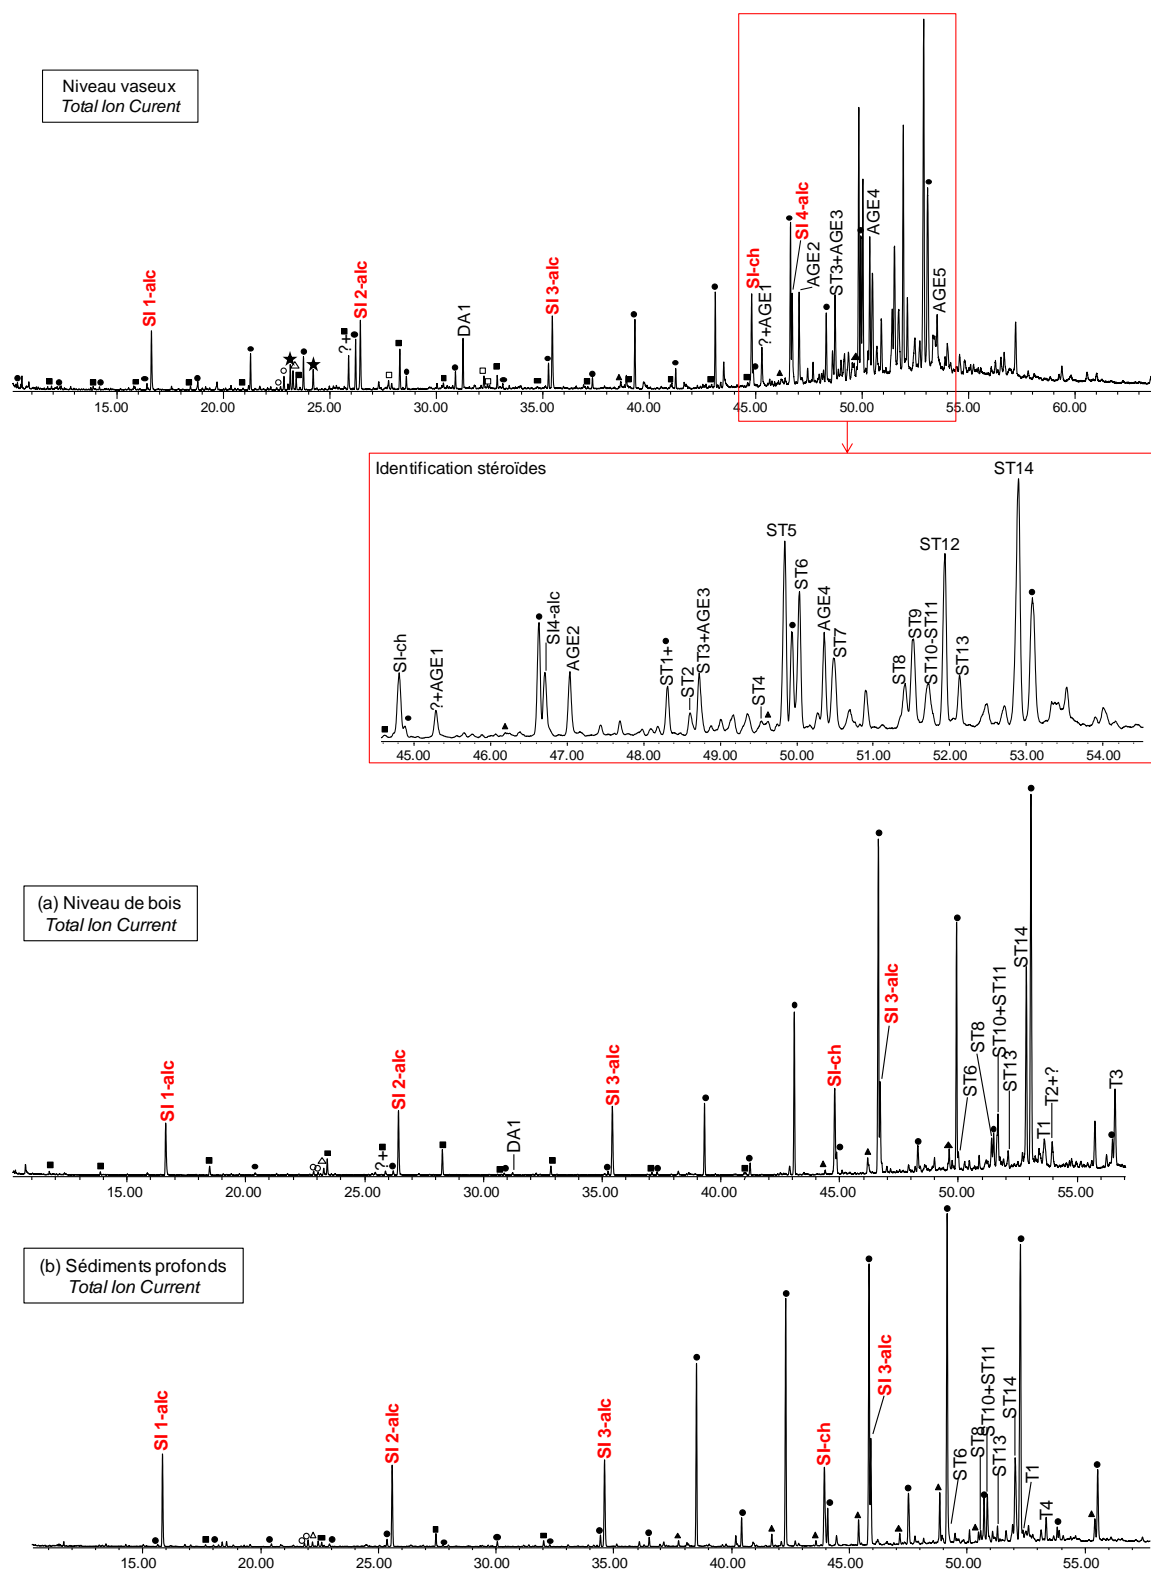 Niveau vaseux
Total Ion Curent
SI 1-alc
SI 2-alc
DA1
SI 3-alc
SI-ch
?+AGE1
SI 4-alc
AGE2
ST3+AGE3
AGE4
AGE5
?+
10.00 15.00 20.00 25.00 30.00 35.00 40.00 45.00 50.00 55.00 60.00
Identification stéroïdes
SI-ch
?+AGE1
SI4-alc
AGE2
ST1+
ST2
ST3+AGE3
ST4
ST5
ST6
AGE4
ST7
ST8
ST9
ST10-ST11
ST12
ST13
ST14
45.00 46.00 47.00 48.00 49.00 50.00 51.00 52.00 53.00 54.00
(a) Niveau de bois
Total Ion Current
SI 1-alc
?+
SI 2-alc
DA1
SI 3-alc
SI-ch
SI 3-alc
ST6
ST8
ST10+ST11
ST13
ST14
T1
T2+?
T3
15.00 20.00 25.00 30.00 35.00 40.00 45.00 50.00 55.00
(b) Sédiments profonds
Total Ion Current
SI 1-alc
SI 2-alc
SI 3-alc
SI-ch
SI 3-alc
ST6
ST8
ST10+ST11
ST13
ST14
T1
T4
15.00 20.00 25.00 30.00 35.00 40.00 45.00 50.00 55.00